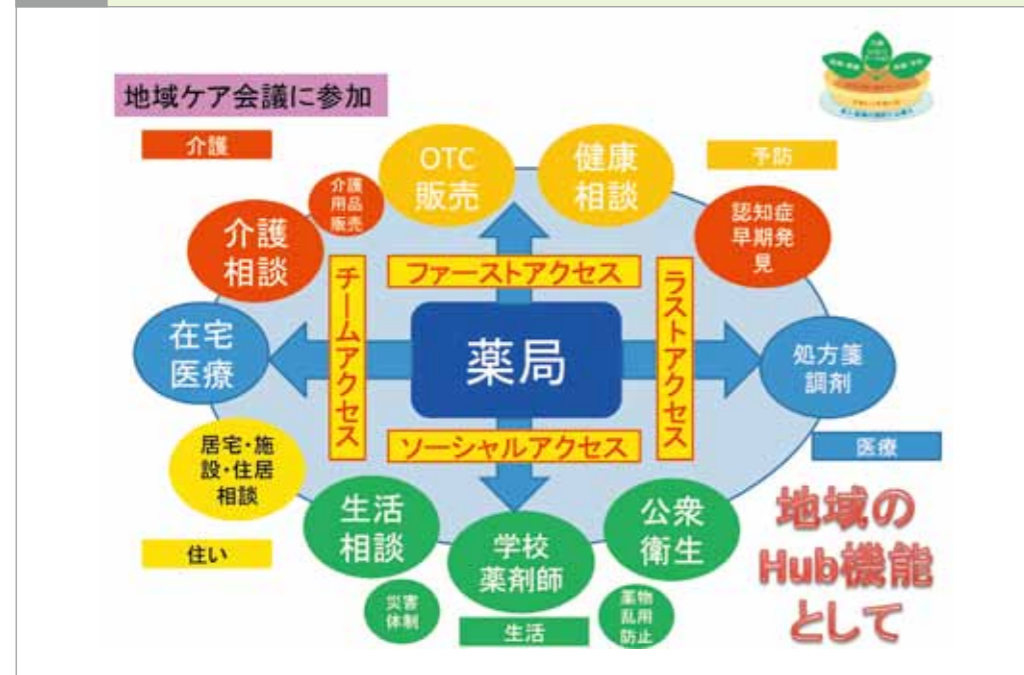 地域ケア会議に参加
介護
予防
OTC
販売
健康
相談
介護
用品
販売
認知症
早期発
見
介護
相談
ファーストアクセス
チームアクセス
ラストアクセス
在宅
医療
薬局
処方箋
調剤
ソーシャルアクセス
居宅・施
設・住居
相談
医療
生活
相談
学校
薬剤師
公衆
衛生
住い
災害
体制
生活
薬物
乱用
防止
地域の
Hub機能
として